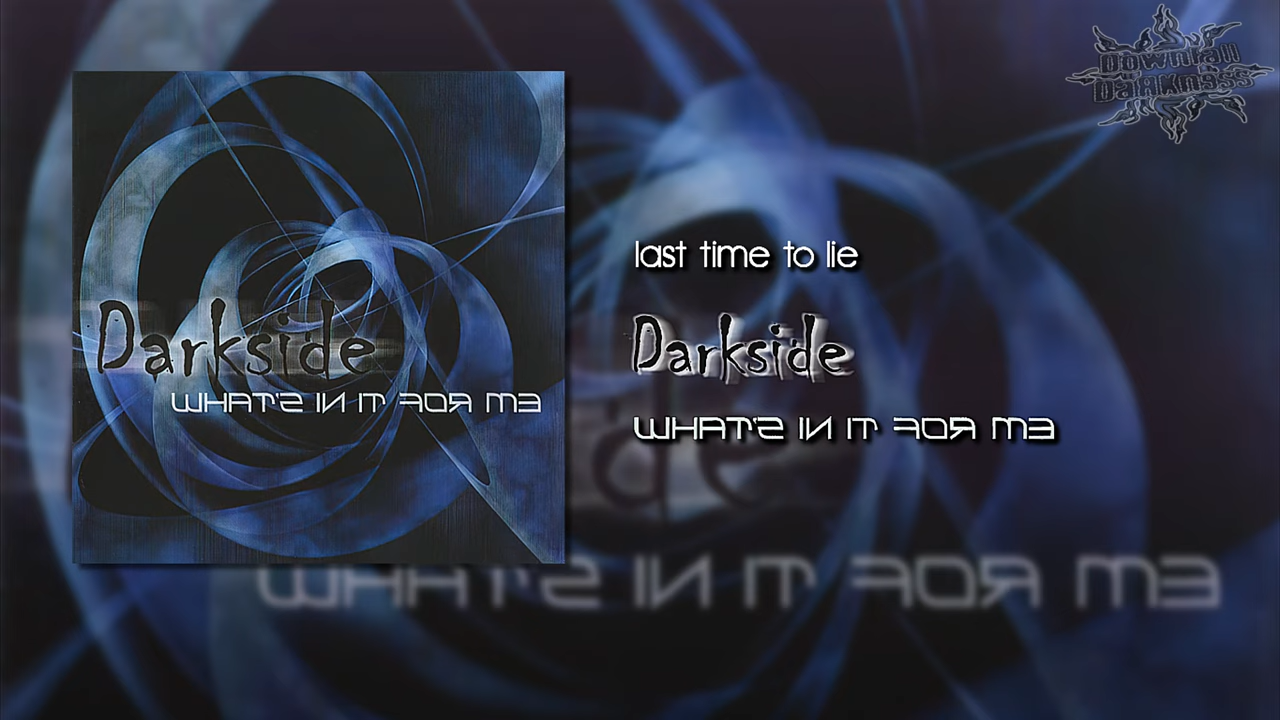 Downfall
Darkness
last time to lie
Darkside
WHAT'S IN IT FOR ME
Darkside
WHAT'S IN IT FOR ME
WHAT'S IN IT FOR ME